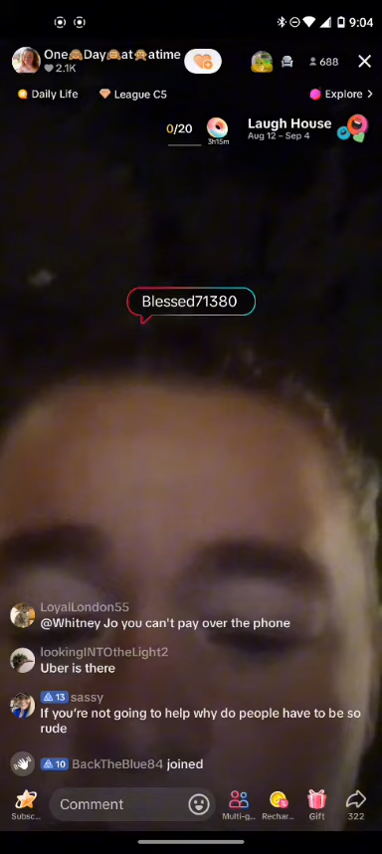 9:04
One🙈Day🙈at🙈atime
2.1K
688
Daily Life
League C5
Explore >
0/20
3h15m
Laugh House
Aug 12 – Sep 4
Blessed71380
LoyalLondon55
@Whitney Jo you can't pay over the phone
lookingINTOtheLight2
Uber is there
13 sassy
If you're not going to help why do people have to be so
rude
10 BackTheBlue84 joined
Comment
Subsc...
Multi-g...
Rechar...
Gift
322